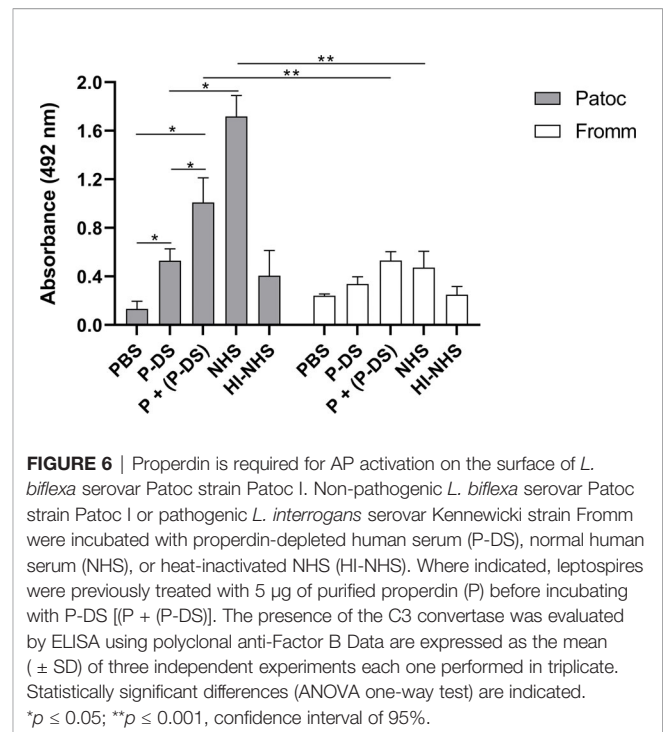 **
**
2.0
*
Patoc
Fromm
1.6
*
*
1.2
0.8
*
0.4
0.0
Absorbance (492 nm)
PBS P-DS P + (P-DS) NHS HI-NHS PBS P-DS P + (P-DS) NHS HI-NHS
FIGURE 6 | Properdin is required for AP activation on the surface of L.
biflexa serovar Patoc strain Patoc I. Non-pathogenic L. biflexa serovar Patoc
strain Patoc I or pathogenic L. interrogans serovar Kennewicki strain Fromm
were incubated with properdin-depleted human serum (P-DS), normal human
serum (NHS), or heat-inactivated NHS (HI-NHS). Where indicated, leptospires
were previously treated with 5 µg of purified properdin (P) before incubating
with P-DS [(P + (P-DS)]. The presence of the C3 convertase was evaluated
by ELISA using polyclonal anti-Factor B Data are expressed as the mean
( ± SD) of three independent experiments each one performed in triplicate.
Statistically significant differences (ANOVA one-way test) are indicated.
*p ≤ 0.05; **p ≤ 0.001, confidence interval of 95%.